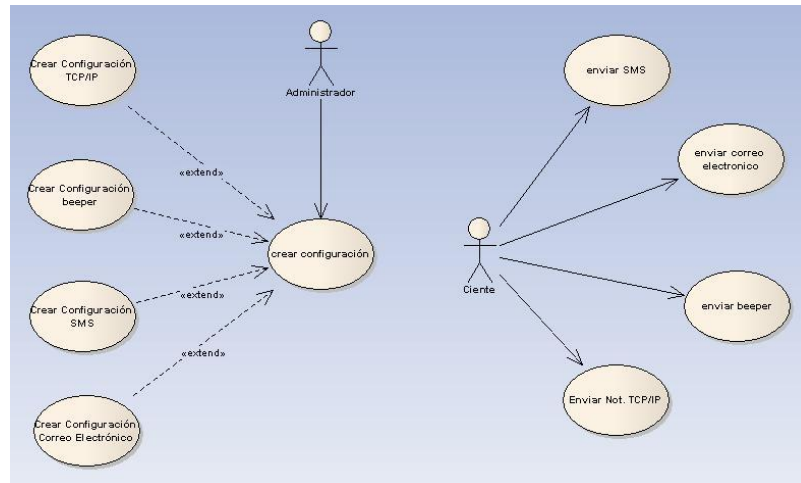 Crear Configuración
TCP/IP
«extend»
Crear Configuración
beeper
«extend»
Crear Configuración
SMS
«extend»
Crear Configuración
Correo Electrónico
«extend»
Administrador
crear configuración
Ciente
enviar SMS
enviar correo
electronico
enviar beeper
Enviar Not. TCP/IP